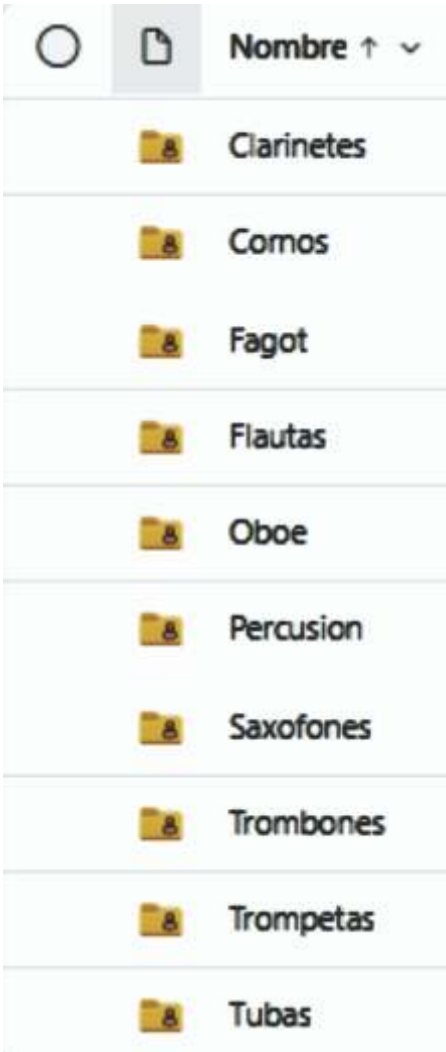 Nombre ↑
Clarinetes
Cornos
Fagot
Flautas
Oboe
Percusion
Saxofones
Trombones
Trompetas
Tubas